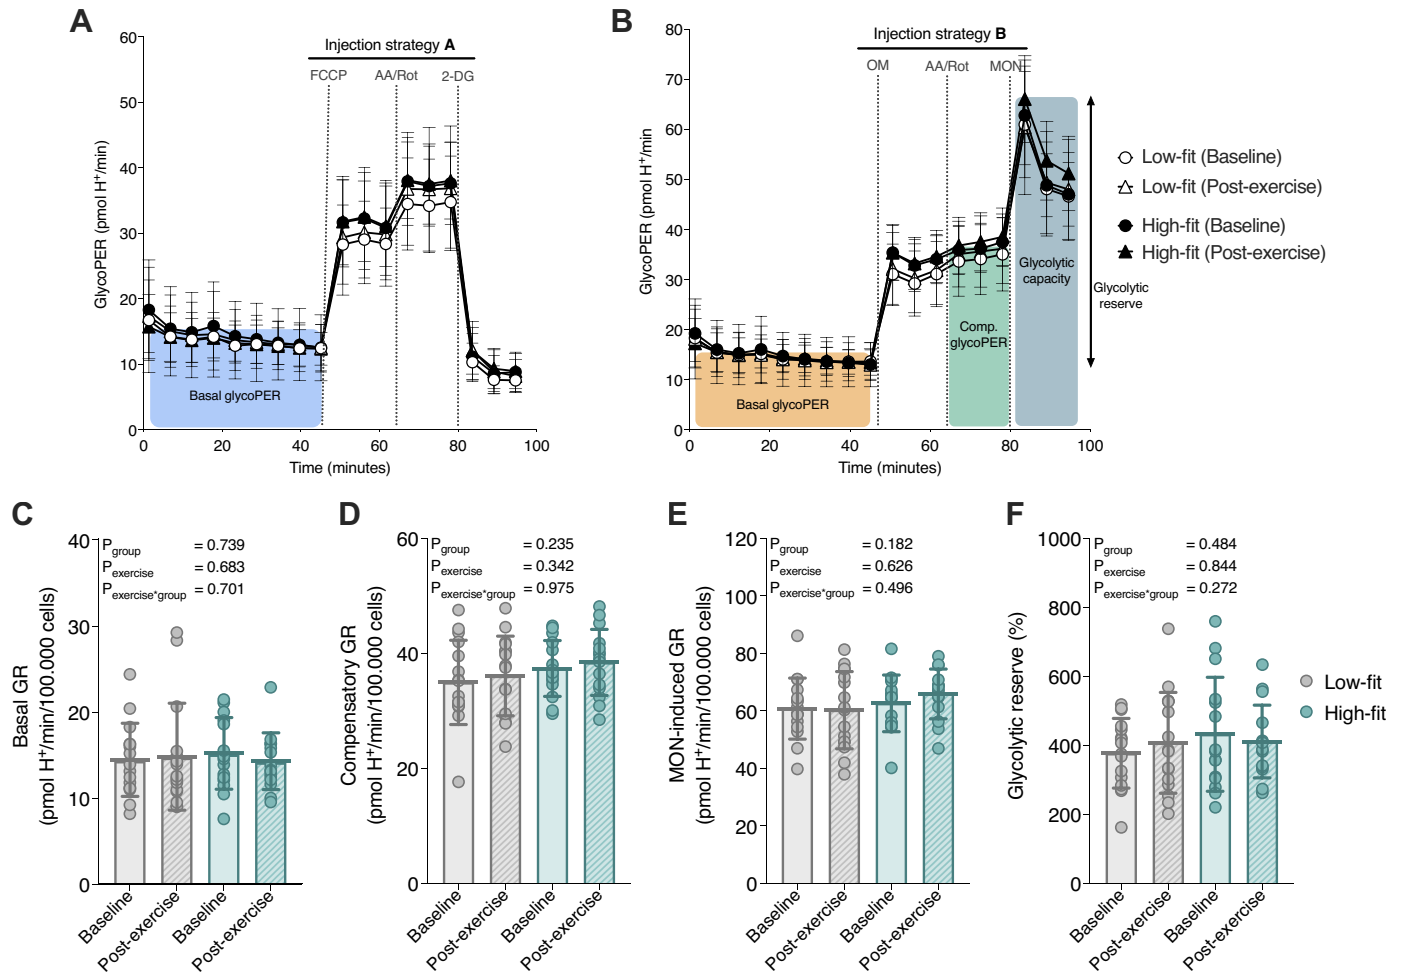 A
Injection strategy A
FCCP AA/Rot 2-DG
GlycoPER (pmol H+/min)
60
50
40
30
20
10
0
Basal glycoPER
0 20 40 60 80 100
Time (minutes)
B
Injection strategy B
OM AA/Rot MON
GlycoPER (pmol H+/min
80
70
60
50
40
30
20
10
0
Basal glycoPER
Comp.
glycoPER
Glycolytic
capacity
Glycolytic
reserve
0 20 40 60 80 100
Time (minutes)
Low-fit (Baseline)
Low-fit (Post-exercise)
High-fit (Baseline)
High-fit (Post-exercise)
C
Basal GR
(pmol H+/min/100.000 cells)
40
30
20
10
0
Pgroup = 0.739
Pexercise = 0.683
Pexercise*group = 0.701
Baseline
Post-exercise
Baseline
Post-exercise
D
Compensatory GR
(pmol H+/min/100.000 cells)
60
40
20
0
Pgroup = 0.235
Pexercise = 0.342
Pexercise*group = 0.975
Baseline
Post-exercise
Baseline
Post-exercise
E
MON-induced GR
(pmol H+/min/100.000 cells)
120
100
80
60
40
20
0
Pgroup = 0.182
Pexercise = 0.626
Pexercise*group = 0.496
Baseline
Post-exercise
Baseline
Post-exercise
F
Glycolytic reserve (%)
1000
800
600
400
200
0
Pgroup = 0.484
Pexercise = 0.844
Pexercise*group = 0.272
Baseline
Post-exercise
Baseline
Post-exercise
Low-fit
High-fit